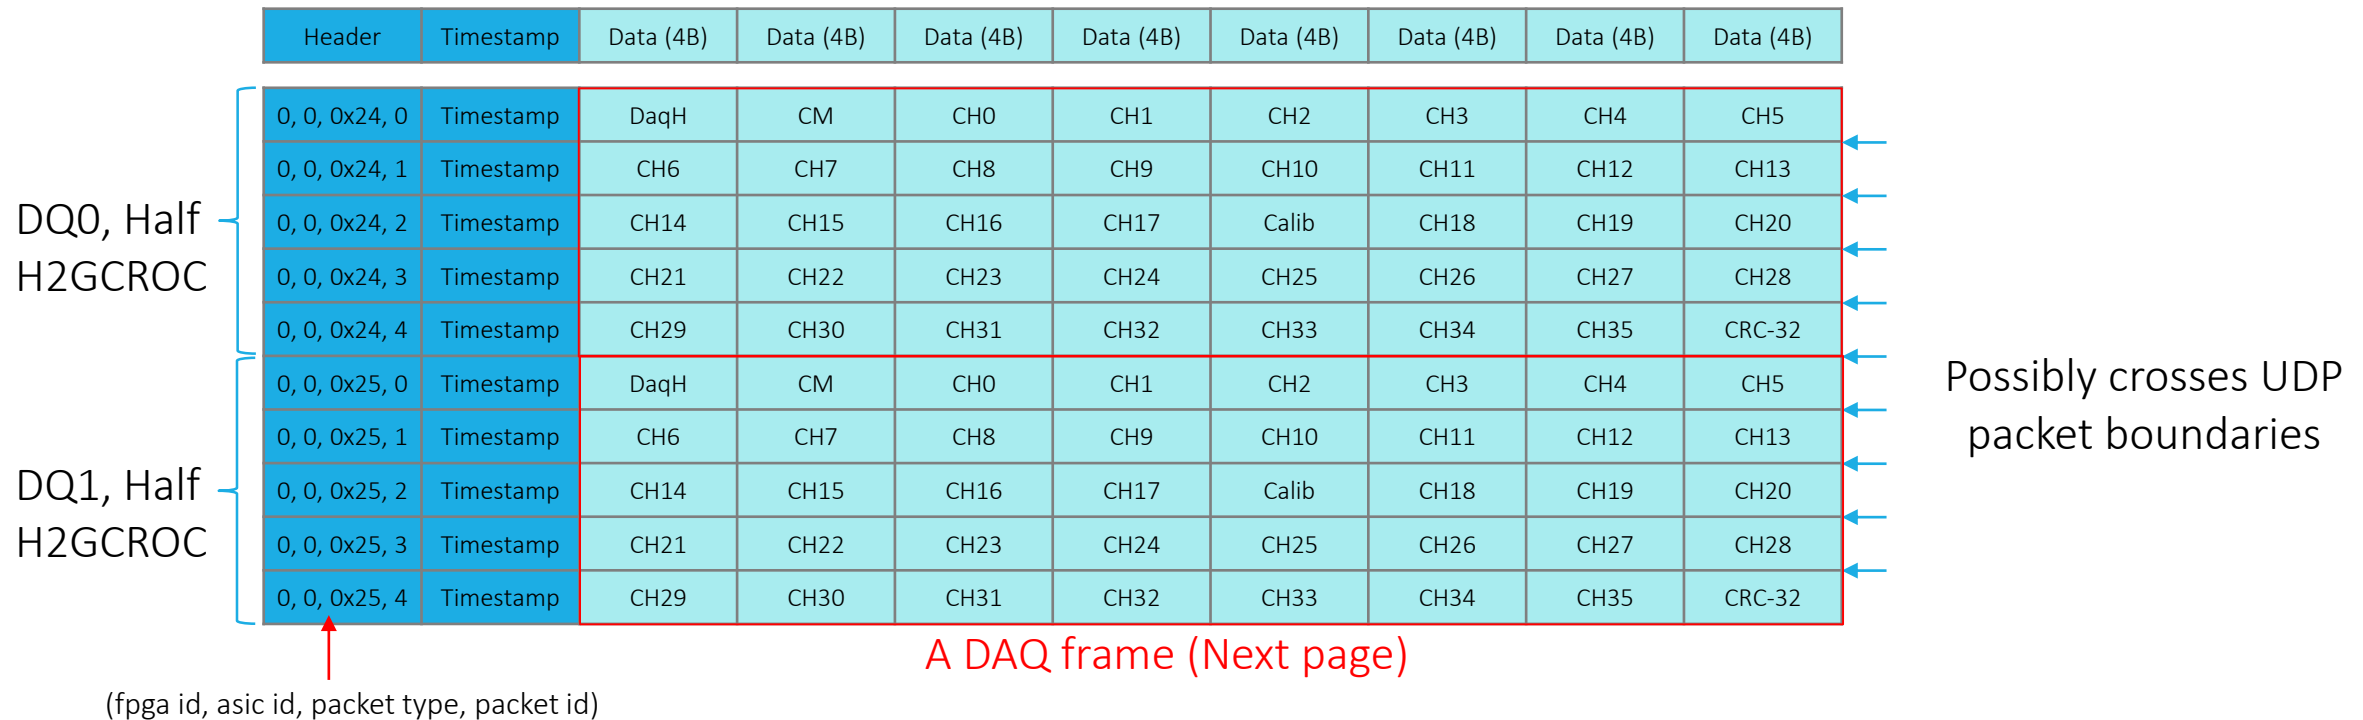 Header Timestamp Data (4B) Data (4B) Data (4B) Data (4B) Data (4B) Data (4B) Data (4B) Data (4B)
0, 0, 0x24, 0 Timestamp DaqH CM CH0 CH1 CH2 CH3 CH4 CH5
0, 0, 0x24, 1 Timestamp CH6 CH7 CH8 CH9 CH10 CH11 CH12 CH13
0, 0, 0x24, 2 Timestamp CH14 CH15 CH16 CH17 Calib CH18 CH19 CH20
0, 0, 0x24, 3 Timestamp CH21 CH22 CH23 CH24 CH25 CH26 CH27 CH28
0, 0, 0x24, 4 Timestamp CH29 CH30 CH31 CH32 CH33 CH34 CH35 CRC-32
DQ0, Half
H2GCROC
0, 0, 0x25, 0 Timestamp DaqH CM CH0 CH1 CH2 CH3 CH4 CH5
0, 0, 0x25, 1 Timestamp CH6 CH7 CH8 CH9 CH10 CH11 CH12 CH13
0, 0, 0x25, 2 Timestamp CH14 CH15 CH16 CH17 Calib CH18 CH19 CH20
0, 0, 0x25, 3 Timestamp CH21 CH22 CH23 CH24 CH25 CH26 CH27 CH28
0, 0, 0x25, 4 Timestamp CH29 CH30 CH31 CH32 CH33 CH34 CH35 CRC-32
DQ1, Half
H2GCROC
Possibly crosses UDP
packet boundaries
A DAQ frame (Next page)
(fpga id, asic id, packet type, packet id)